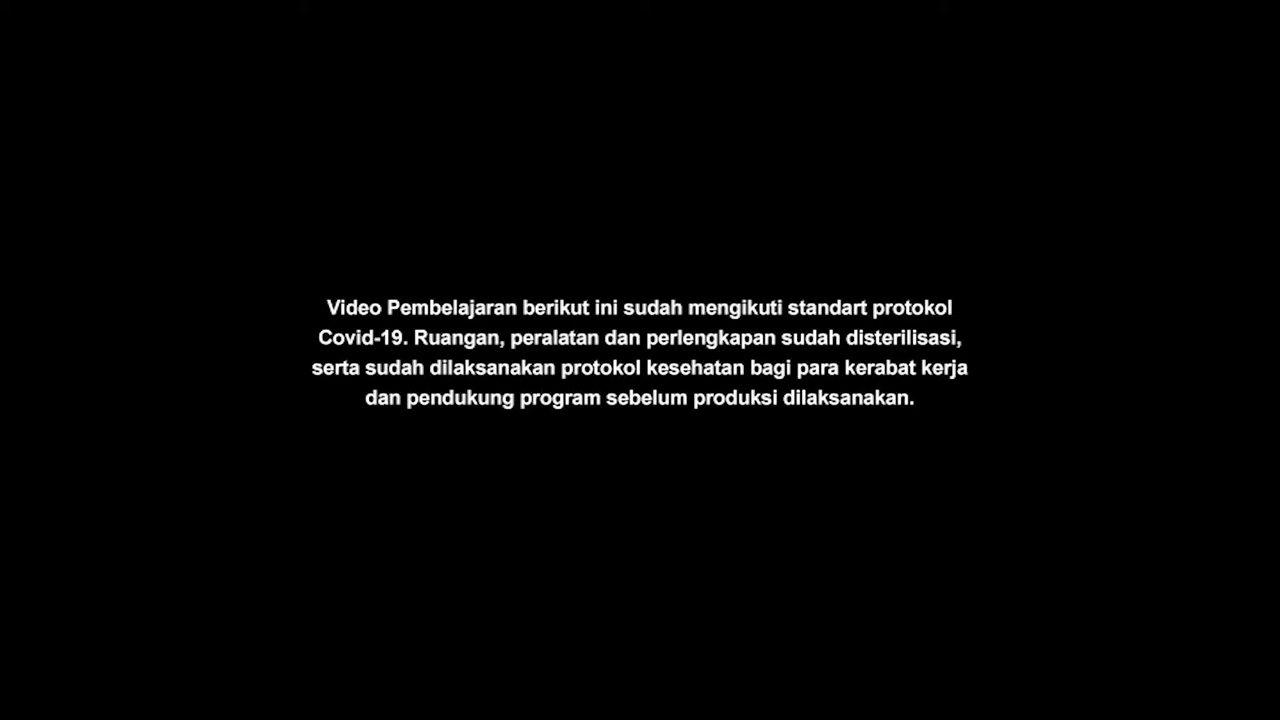 Video Pembelajaran berikut ini sudah mengikuti standart protokol
Covid-19. Ruangan, peralatan dan perlengkapan sudah disterilisasi,
serta sudah dilaksanakan protokol kesehatan bagi para kerabat kerja
dan pendukung program sebelum produksi dilaksanakan.